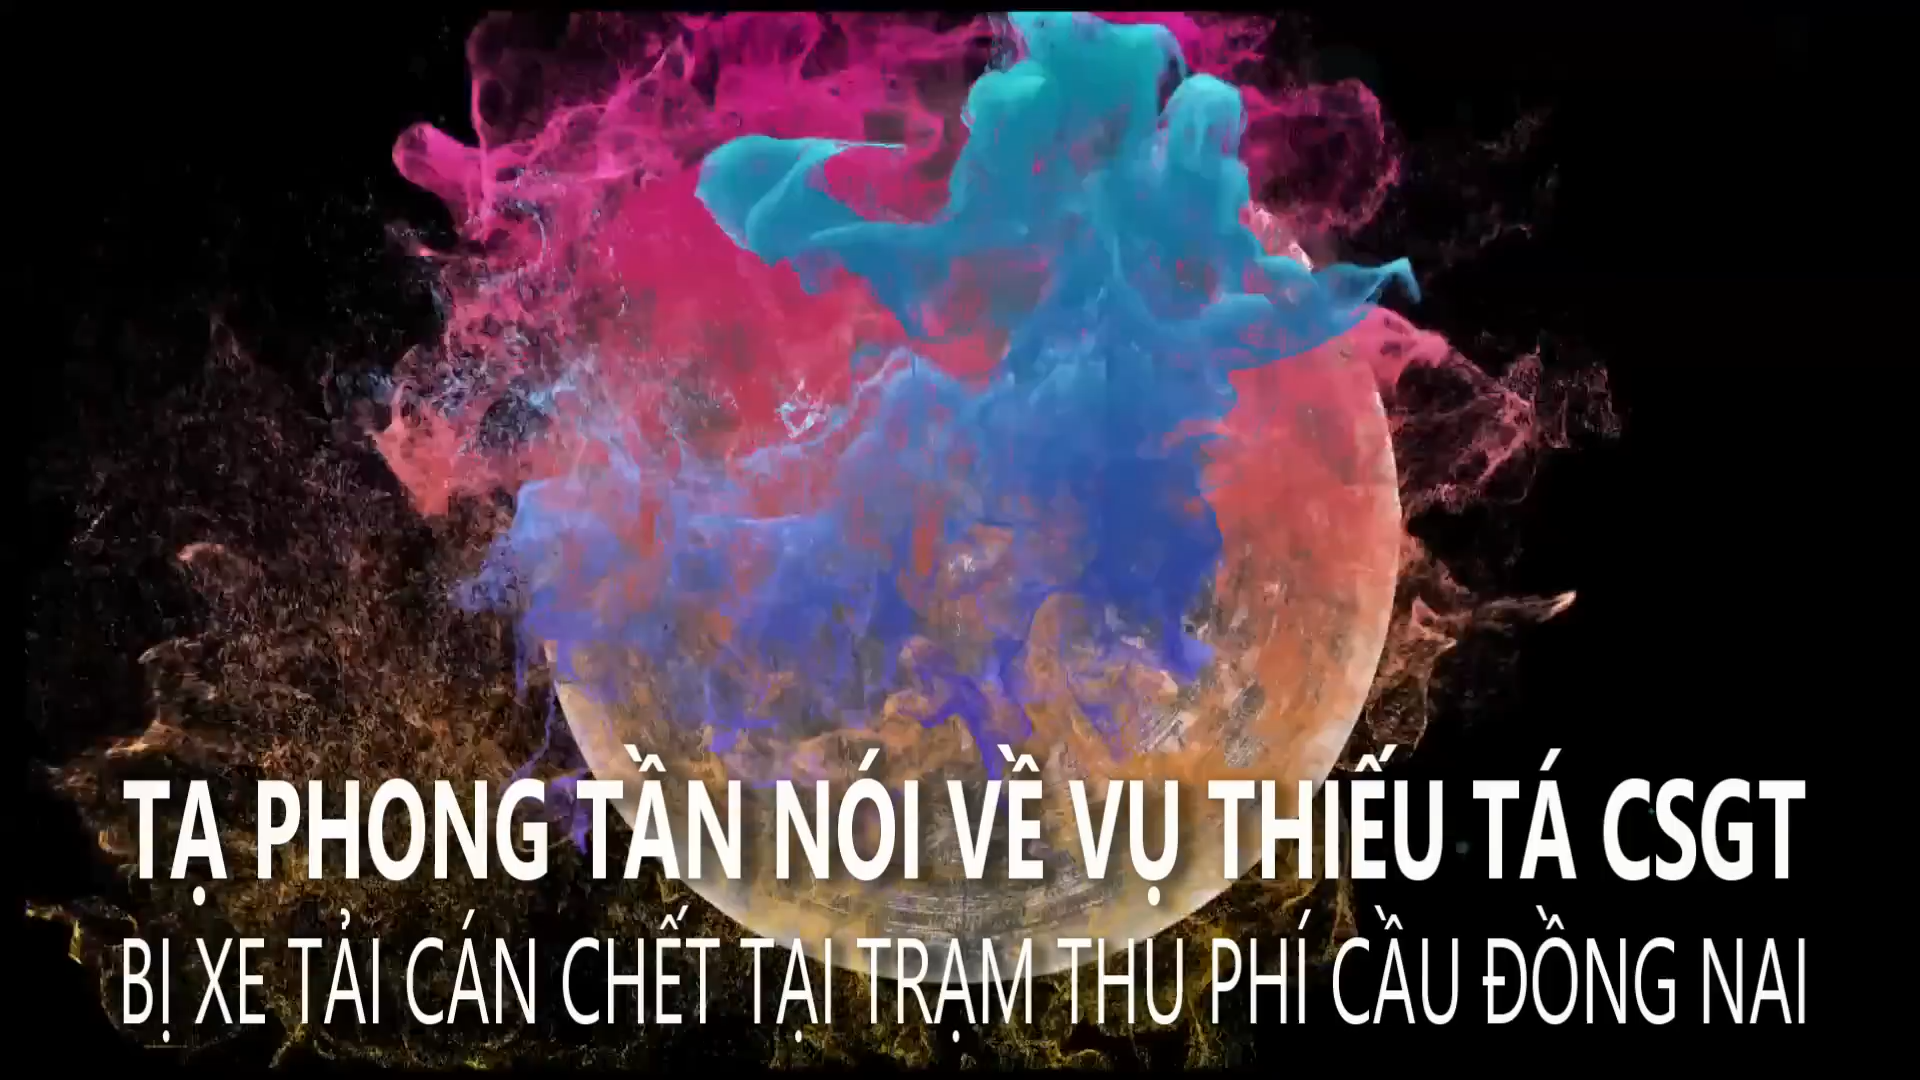 TẠ PHONG TẦN NÓI VỀ VỤ THIẾU TÁ CSGT
BỊ XE TẢI CÁN CHẾT TẠI TRẠM THU PHÍ CẦU ĐỒNG NAI